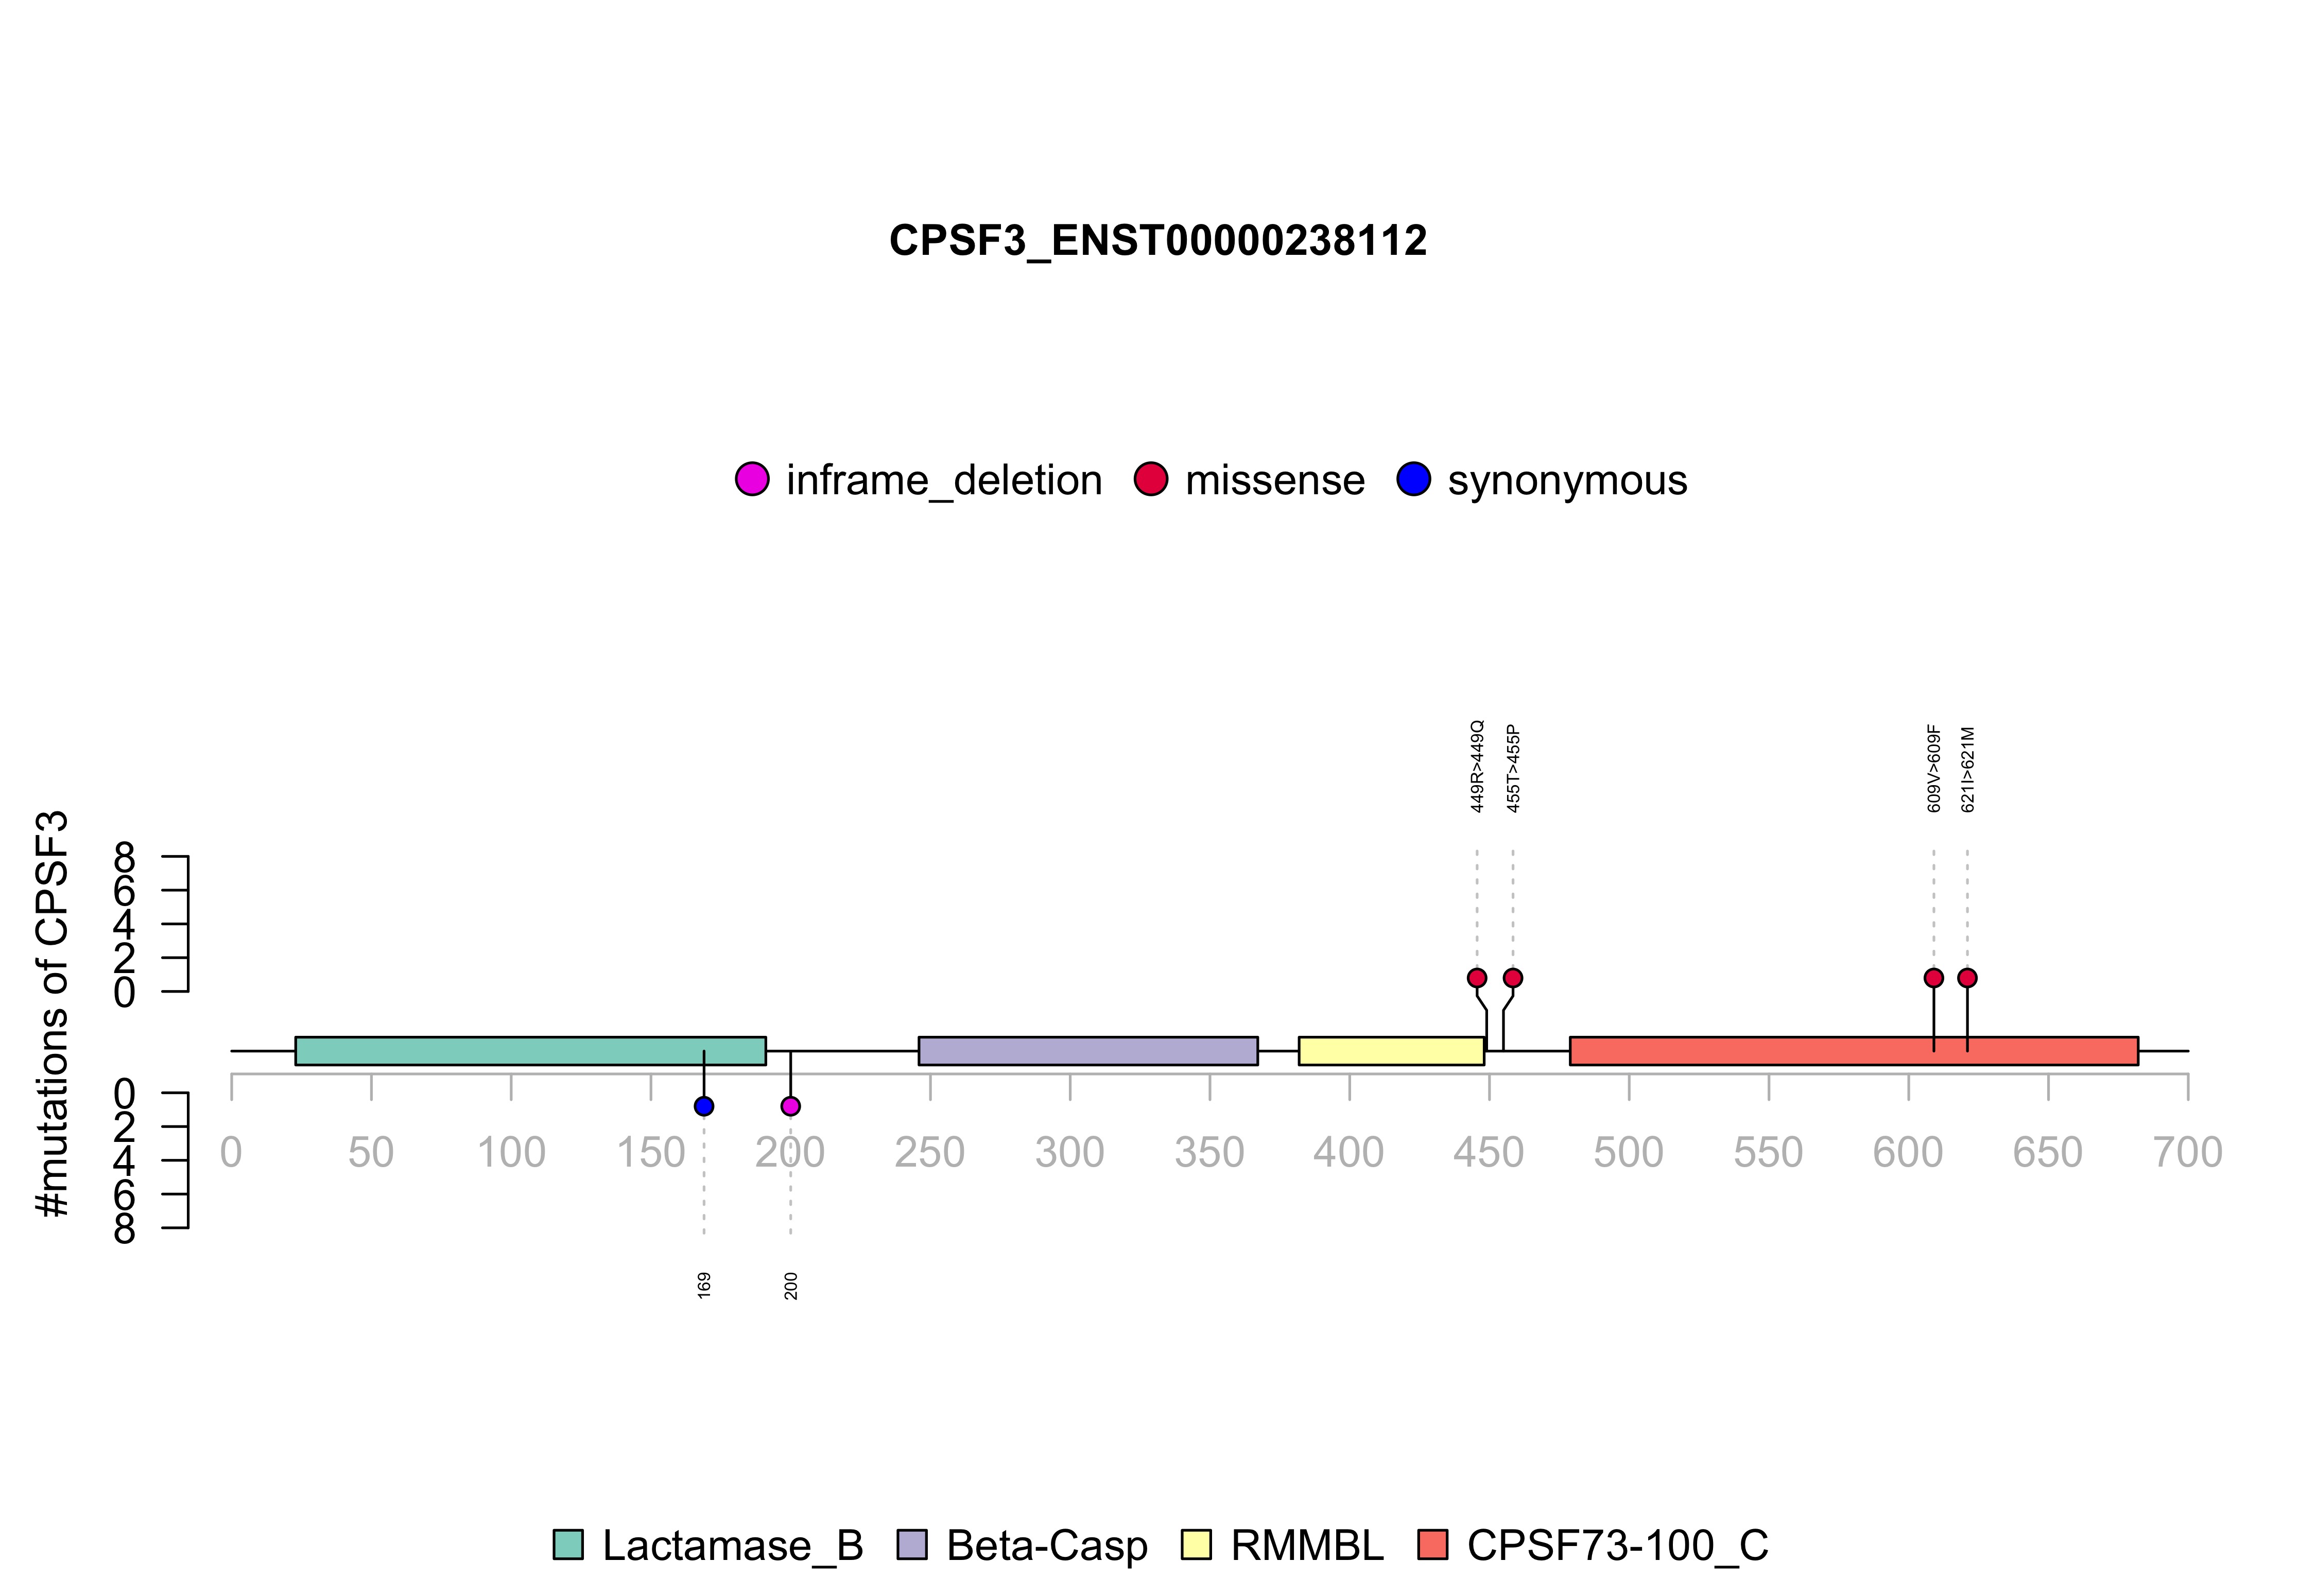 CPSF3_ENST00000238112
inframe_deletion missense synonymous
449R>449Q
455T>455P
609V>609F
621I>621M
#mutations of CPSF3
8
6
4
2
0
0
2
4
6
8
0 50 100 150 200 250 300 350 400 450 500 550 600 650 700
169
200
Lactamase_B Beta-Casp RMMBL CPSF73-100_C